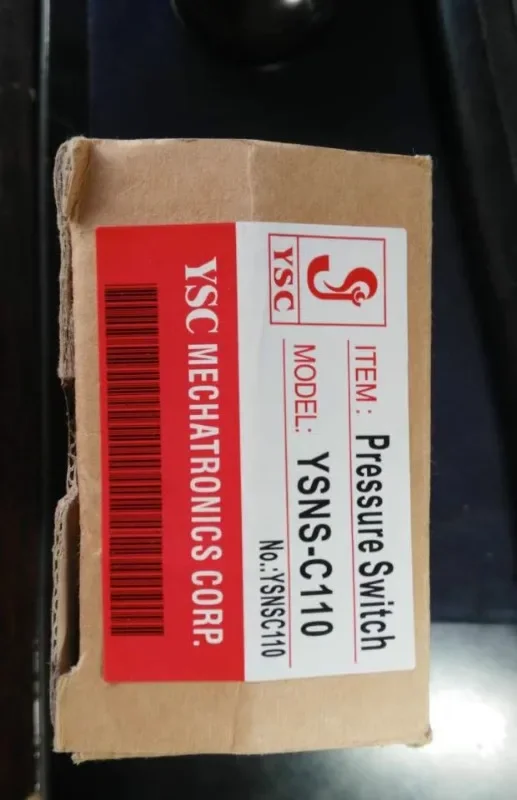 YSC
ITEM: Pressure Switch
MODEL: YSNS-C110
No.:YSNSC110
YSC MECHATRONICS CORP.